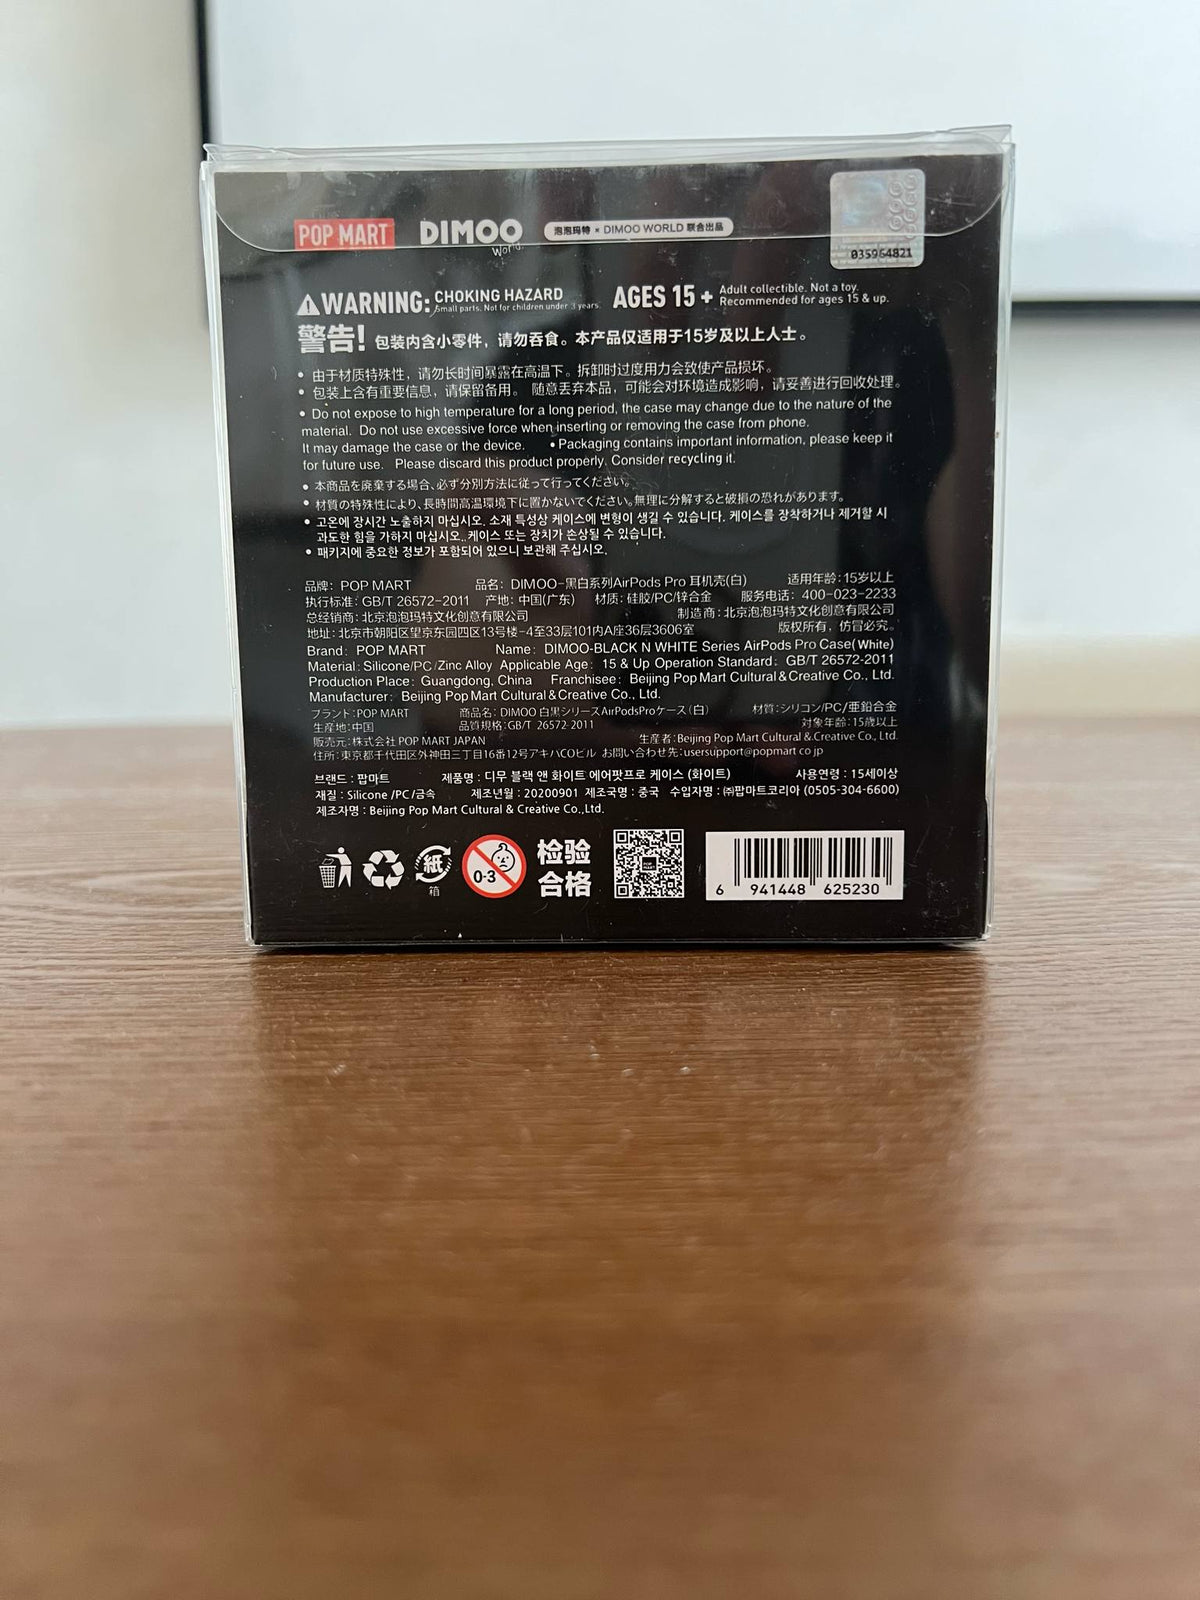 POP MART DIMOO World. 泡泡玛特 × DIMOO WORLD 联合出品
035964821
WARNING: CHOKING HAZARD AGES 15 + Adult collectible. Not a toy.
Small parts. Not for children under 3 years. Recommended for ages 15 & up.
警告! 包装内含小零件，请勿吞食。本产品仅适用于15岁及以上人士。
• 由于材质特殊性，请勿长时间暴露在高温下。拆卸时过度用力会致使产品损坏。
• 包装上含有重要信息，请保留备用。 随意丢弃本品，可能会对环境造成影响，请妥善进行回收处理。
• Do not expose to high temperature for a long period, the case may change due to the nature of the
material. Do not use excessive force when inserting or removing the case from phone.
It may damage the case or the device. • Packaging contains important information, please keep it
for future use. Please discard this product properly. Consider recycling it.
• 本商品を廃棄する場合、必ず分別方法に従って行ってください。
• 材質の特殊性により、長時間高温環境下に置かないでください。無理に分解すると破損の恐れがあります。
• 고온에 장시간 노출하지 마십시오. 소재 특성상 케이스에 변형이 생길 수 있습니다. 케이스를 장착하거나 제거할 시
과도한 힘을 가하지 마십시오. 케이스 또는 장치가 손상될 수 있습니다.
• 패키지에 중요한 정보가 포함되어 있으니 보관해 주십시오.
品牌: POP MART 品名: DIMOO-黑白系列AirPods Pro 耳机壳(白) 适用年龄: 15岁以上
执行标准: GB/T 26572-2011 产地: 中国(广东) 材质: 硅胶/PC/锌合金 服务电话: 400-023-2233
总经销商: 北京泡泡玛特文化创意有限公司 制造商: 北京泡泡玛特文化创意有限公司
地址: 北京市朝阳区望京东园四区13号楼-4至33层101内A座36层3606室 版权所有，仿冒必究。
Brand: POP MART Name: DIMOO-BLACK N WHITE Series AirPods Pro Case(White)
Material: Silicone/PC/Zinc Alloy Applicable Age: 15 & Up Operation Standard: GB/T 26572-2011
Production Place: Guangdong, China Franchisee: Beijing Pop Mart Cultural & Creative Co., Ltd.
Manufacturer: Beijing Pop Mart Cultural & Creative Co., Ltd.
ブランド: POP MART 商品名: DIMOO 白黒シリーズAirPodsProケース (白) 材質: シリコン/PC/亜鉛合金
生産地: 中国 品質規格: GB/T 26572-2011 対象年齢: 15歳以上
販売元: 株式会社 POP MART JAPAN 生産者: Beijing Pop Mart Cultural & Creative Co., Ltd.
住所: 東京都千代田区外神田三丁目16番12号アキバCOビル お問い合わせ先: usersupport@popmart co jp
브랜드 : 팝마트 제품명 : 디무 블랙 앤 화이트 에어팟프로 케이스 (화이트) 사용연령 : 15세이상
재질 : Silicone /PC /금속 제조년월 : 20200901 제조국명 : 중국 수입자명 : ㈜팝마트코리아 (0505-304-6600)
제조자명 : Beijing Pop Mart Cultural & Creative Co.,Ltd.
紙 箱 0-3 检验
合格
POP MART
6 941448 625230